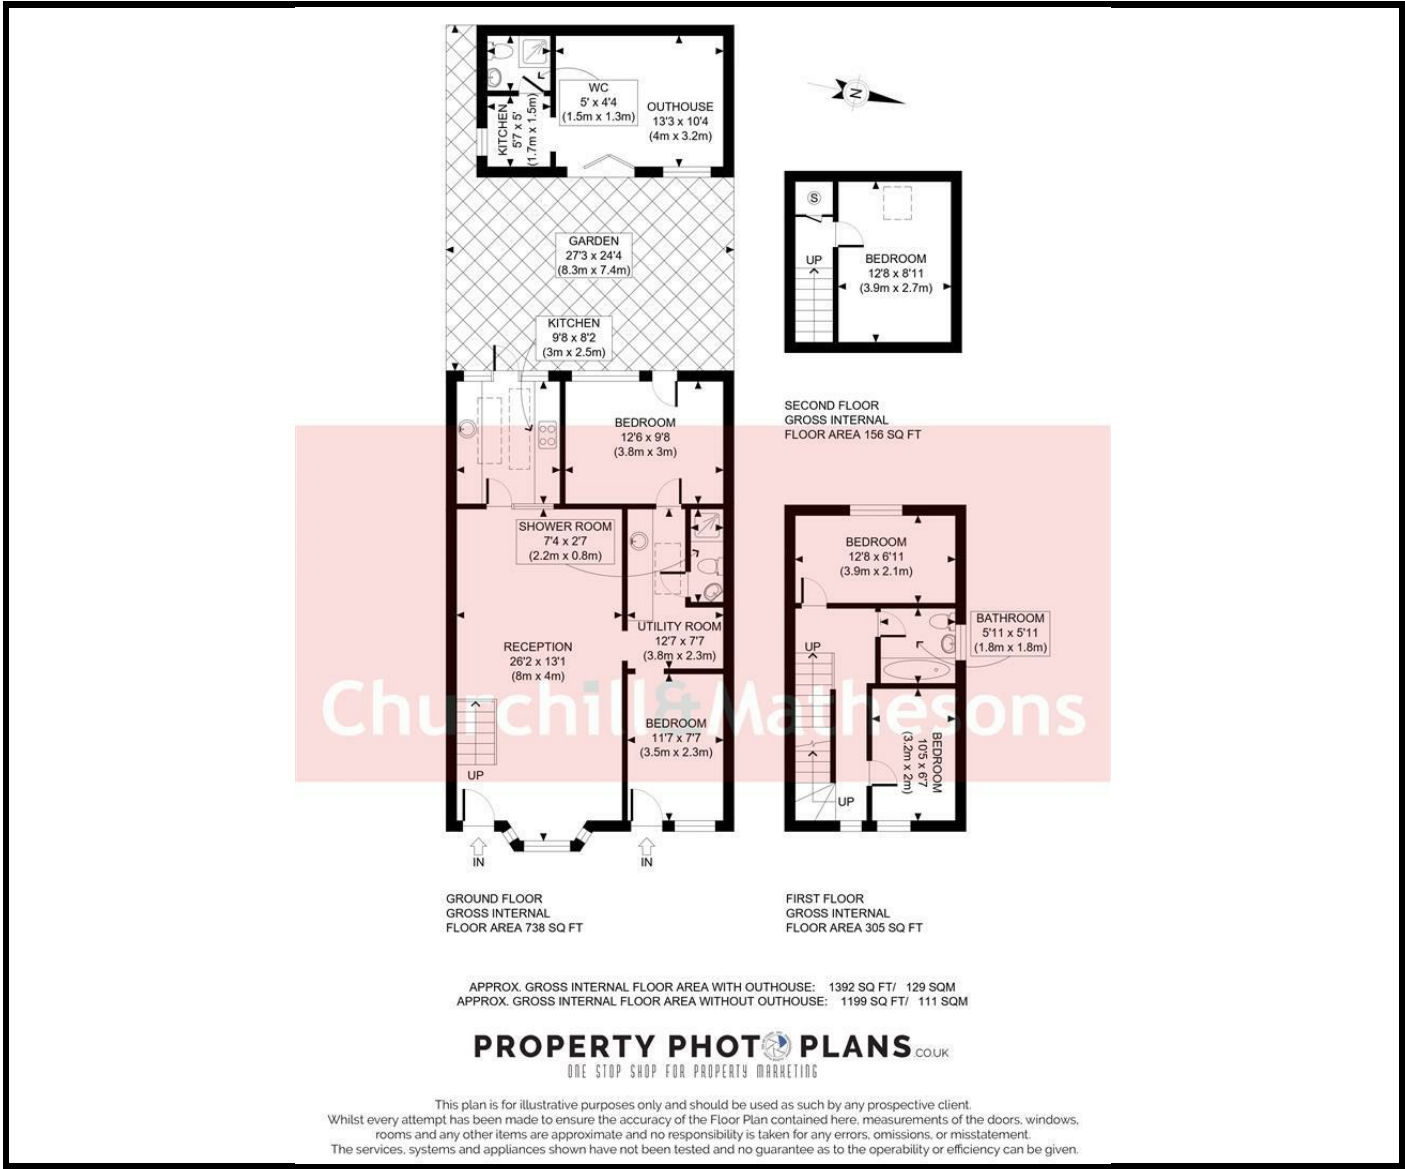 WC
5' x 4'4
(1.5m x 1.3m)
OUTHOUSE
13'3 x 10'4
(4m x 3.2m)
KITCHEN
5'7 x 5'
(1.7m x 1.5m)
N
GARDEN
27'3 x 24'4
(8.3m x 7.4m)
KITCHEN
9'8 x 8'2
(3m x 2.5m)
BEDROOM
12'6 x 9'8
(3.8m x 3m)
SHOWER ROOM
7'4 x 2'7
(2.2m x 0.8m)
UTILITY ROOM
12'7 x 7'7
(3.8m x 2.3m)
RECEPTION
26'2 x 13'1
(8m x 4m)
BEDROOM
11'7 x 7'7
(3.5m x 2.3m)
UP
IN
IN
GROUND FLOOR
GROSS INTERNAL
FLOOR AREA 738 SQ FT
S
UP
BEDROOM
12'8 x 8'11
(3.9m x 2.7m)
SECOND FLOOR
GROSS INTERNAL
FLOOR AREA 156 SQ FT
BEDROOM
12'8 x 6'11
(3.9m x 2.1m)
BATHROOM
5'11 x 5'11
(1.8m x 1.8m)
UP
BEDROOM
10'5 x 6'7
(3.2m x 2m)
UP
FIRST FLOOR
GROSS INTERNAL
FLOOR AREA 305 SQ FT
Churchill & Mathesons
APPROX. GROSS INTERNAL FLOOR AREA WITH OUTHOUSE: 1392 SQ FT/ 129 SQM
APPROX. GROSS INTERNAL FLOOR AREA WITHOUT OUTHOUSE: 1199 SQ FT/ 111 SQM
PROPERTY PHOTO PLANS.CO.UK
ONE STOP SHOP FOR PROPERTY MARKETING
This plan is for illustrative purposes only and should be used as such by any prospective client.
Whilst every attempt has been made to ensure the accuracy of the Floor Plan contained here, measurements of the doors, windows,
rooms and any other items are approximate and no responsibility is taken for any errors, omissions, or misstatement.
The services, systems and appliances shown have not been tested and no guarantee as to the operability or efficiency can be given.